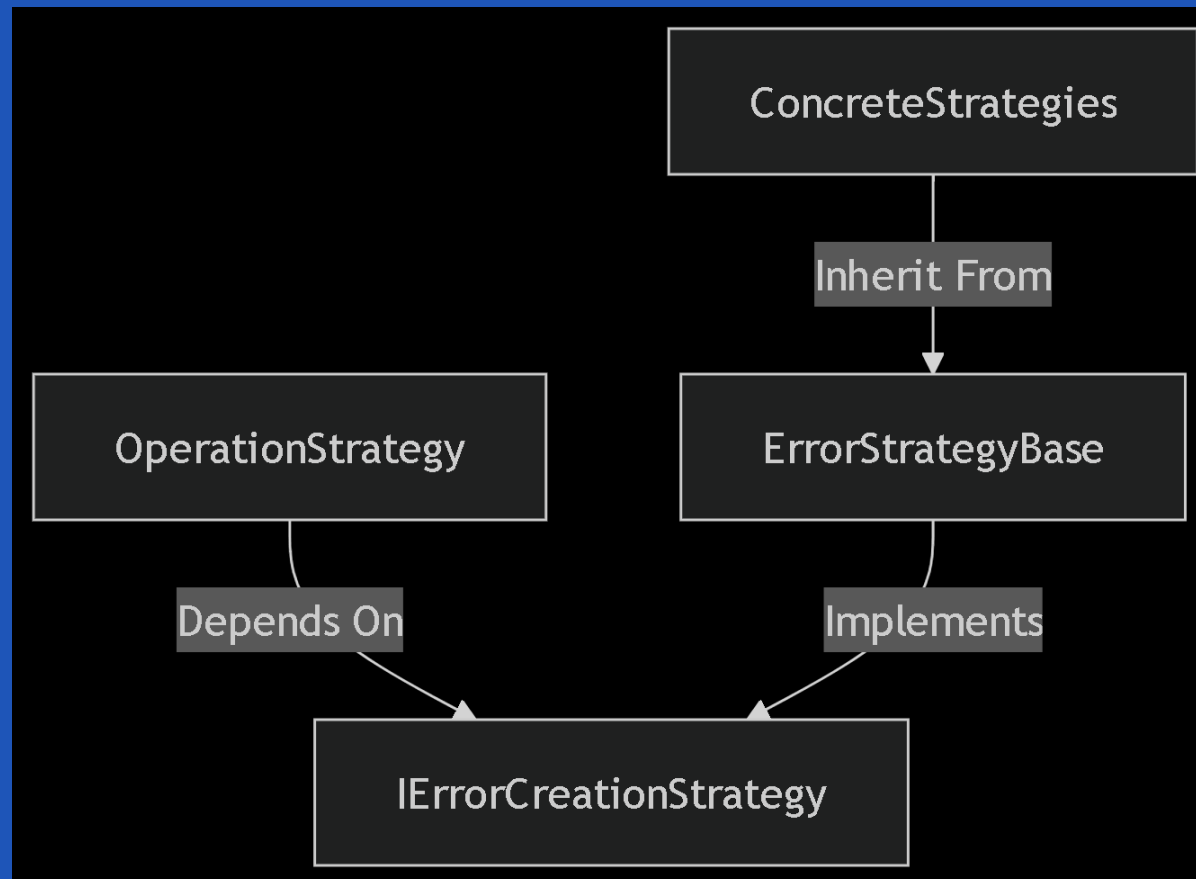 ConcreteStrategies
Inherit From
OperationStrategy
ErrorStrategyBase
Depends On
Implements
IErrorCreationStrategy